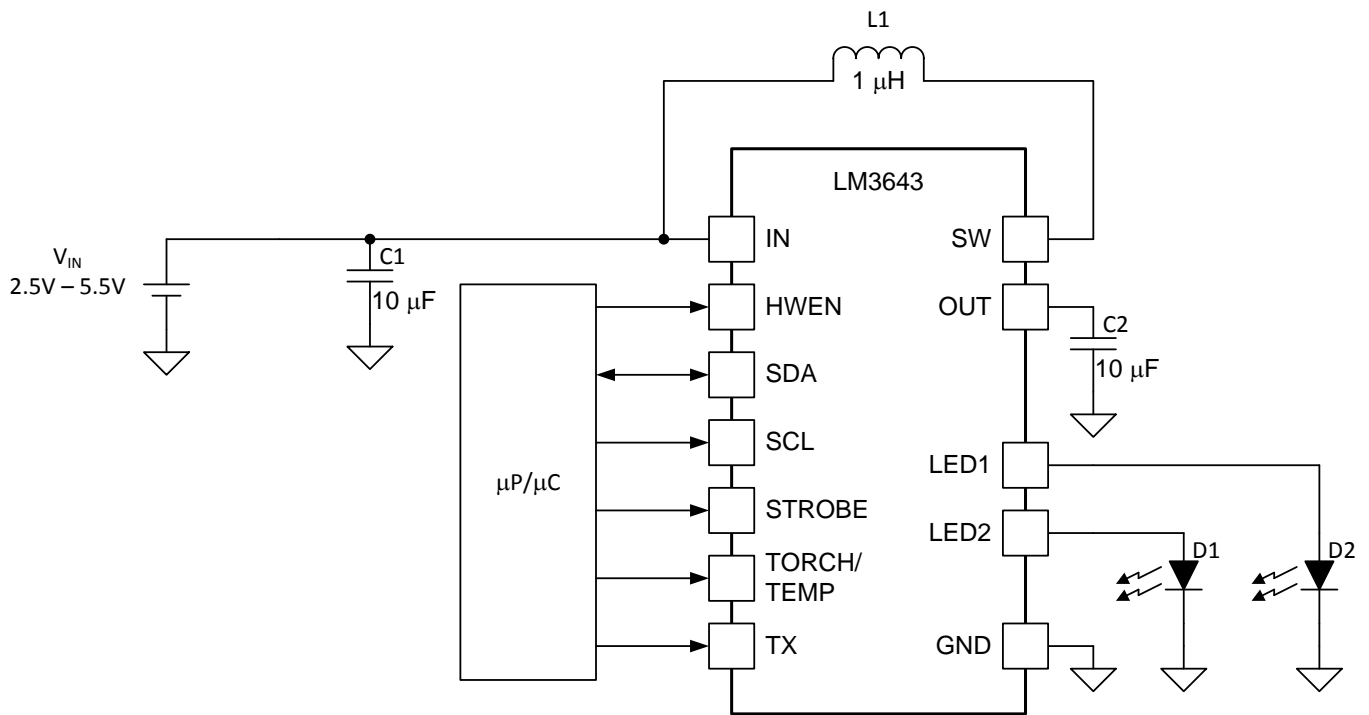 L1
1 μH
LM3643
IN
SW
V_IN
2.5V – 5.5V
C1
10 μF
HWEN
OUT
C2
10 μF
SDA
SCL
LED1
μP/μC
STROBE
LED2
D1
D2
TORCH/
TEMP
TX
GND